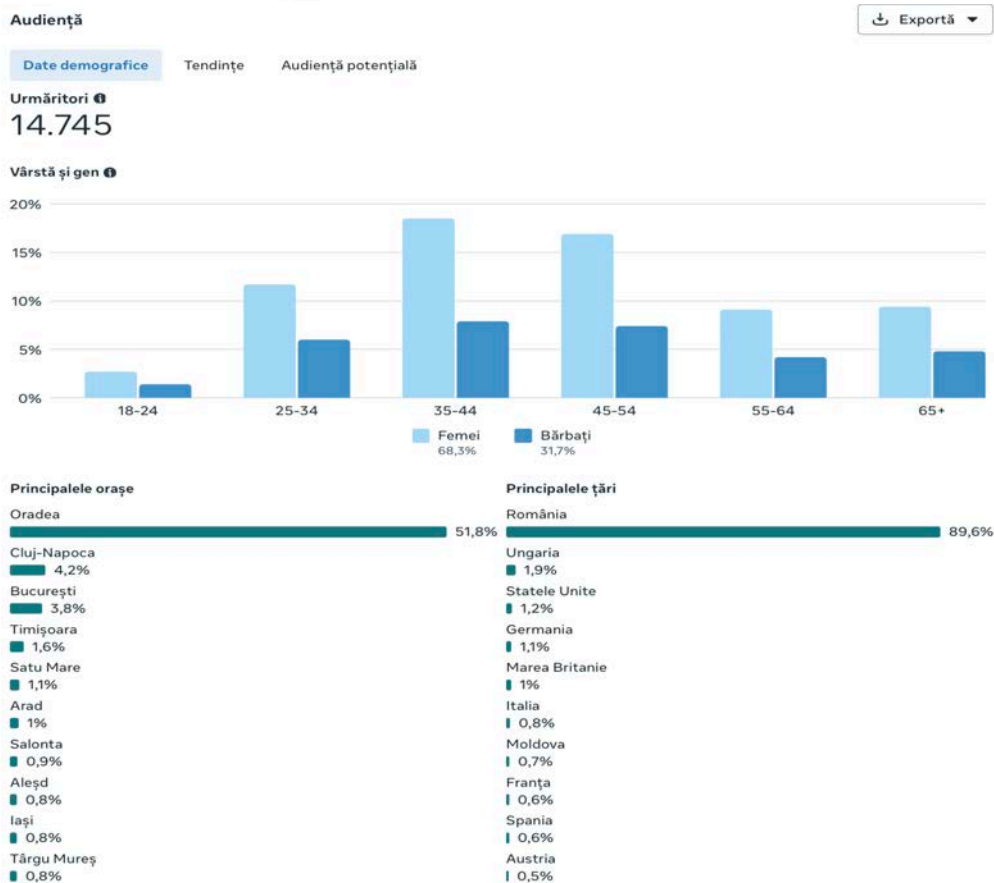 Audiență
Exportă
Date demografice Tendințe Audiență potențială
Urmăritori
14.745
Vârstă și gen
20%
15%
10%
5%
0%
18-24 25-34 35-44 45-54 55-64 65+
Femei Bărbați
68,3% 31,7%
Principalele orașe
Oradea
51,8%
Cluj-Napoca
4,2%
București
3,8%
Timișoara
1,6%
Satu Mare
1,1%
Arad
1%
Salonta
0,9%
Aleșd
0,8%
Iași
0,8%
Târgu Mureș
0,8%
Principalele țări
România
89,6%
Ungaria
1,9%
Statele Unite
1,2%
Germania
1,1%
Marea Britanie
1%
Italia
0,8%
Moldova
0,7%
Franța
0,6%
Spania
0,6%
Austria
0,5%